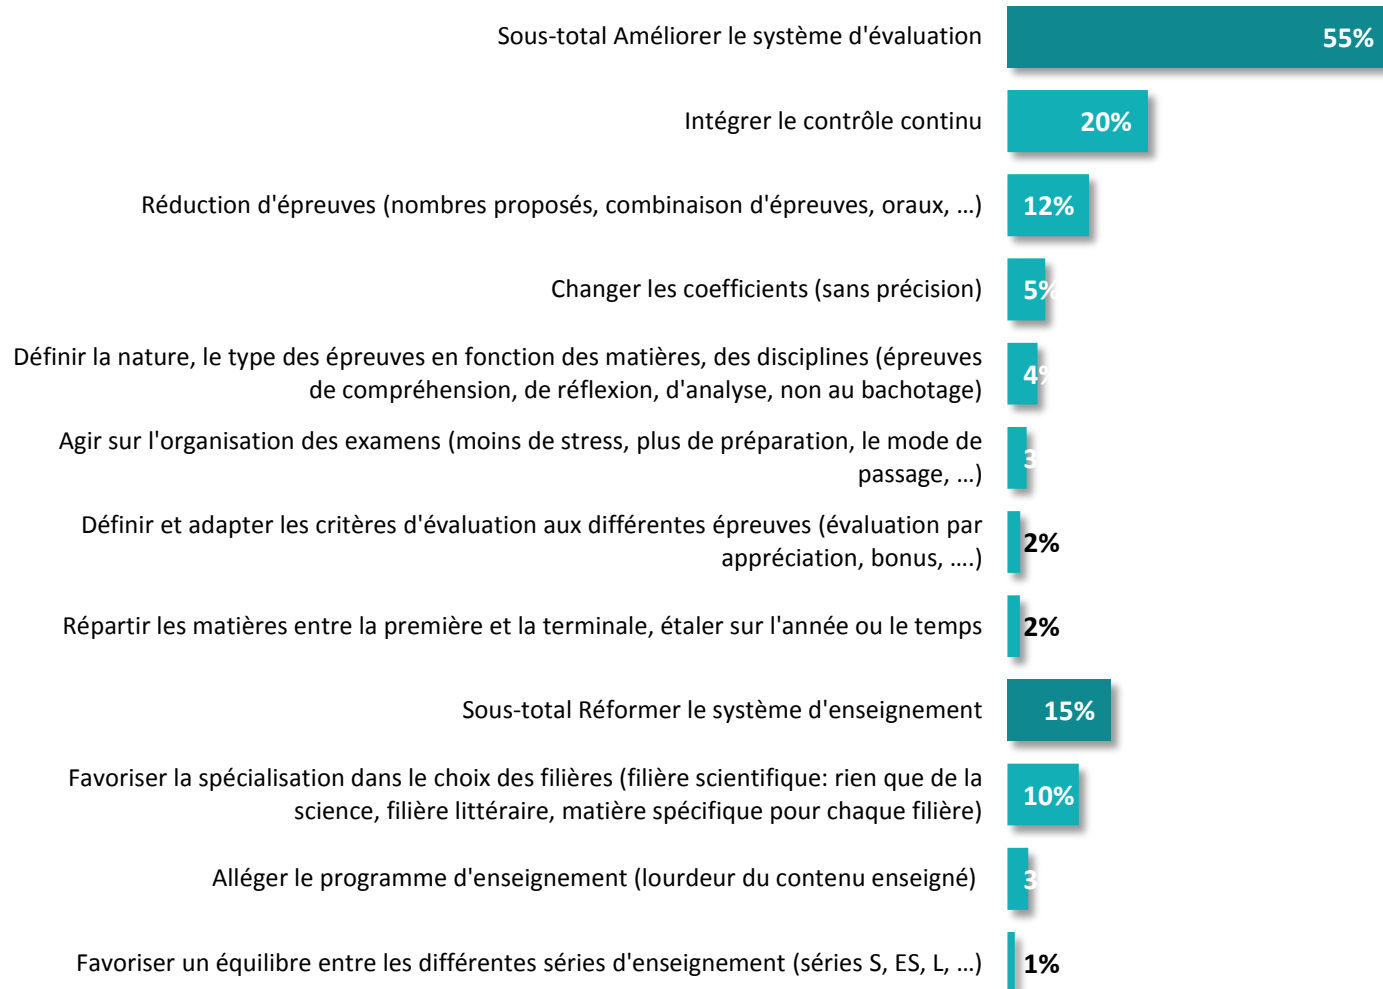 Sous-total Améliorer le système d'évaluation 55%
Intégrer le contrôle continu 20%
Réduction d'épreuves (nombres proposés, combinaison d'épreuves, oraux, …) 12%
Changer les coefficients (sans précision) 5%
Définir la nature, le type des épreuves en fonction des matières, des disciplines (épreuves
de compréhension, de réflexion, d'analyse, non au bachotage) 4%
Agir sur l'organisation des examens (moins de stress, plus de préparation, le mode de
passage, …) 3
Définir et adapter les critères d'évaluation aux différentes épreuves (évaluation par
appréciation, bonus, ….) 2%
Répartir les matières entre la première et la terminale, étaler sur l'année ou le temps 2%
Sous-total Réformer le système d'enseignement 15%
Favoriser la spécialisation dans le choix des filières (filière scientifique: rien que de la
science, filière littéraire, matière spécifique pour chaque filière) 10%
Alléger le programme d'enseignement (lourdeur du contenu enseigné) 3
Favoriser un équilibre entre les différentes séries d'enseignement (séries S, ES, L, …) 1%